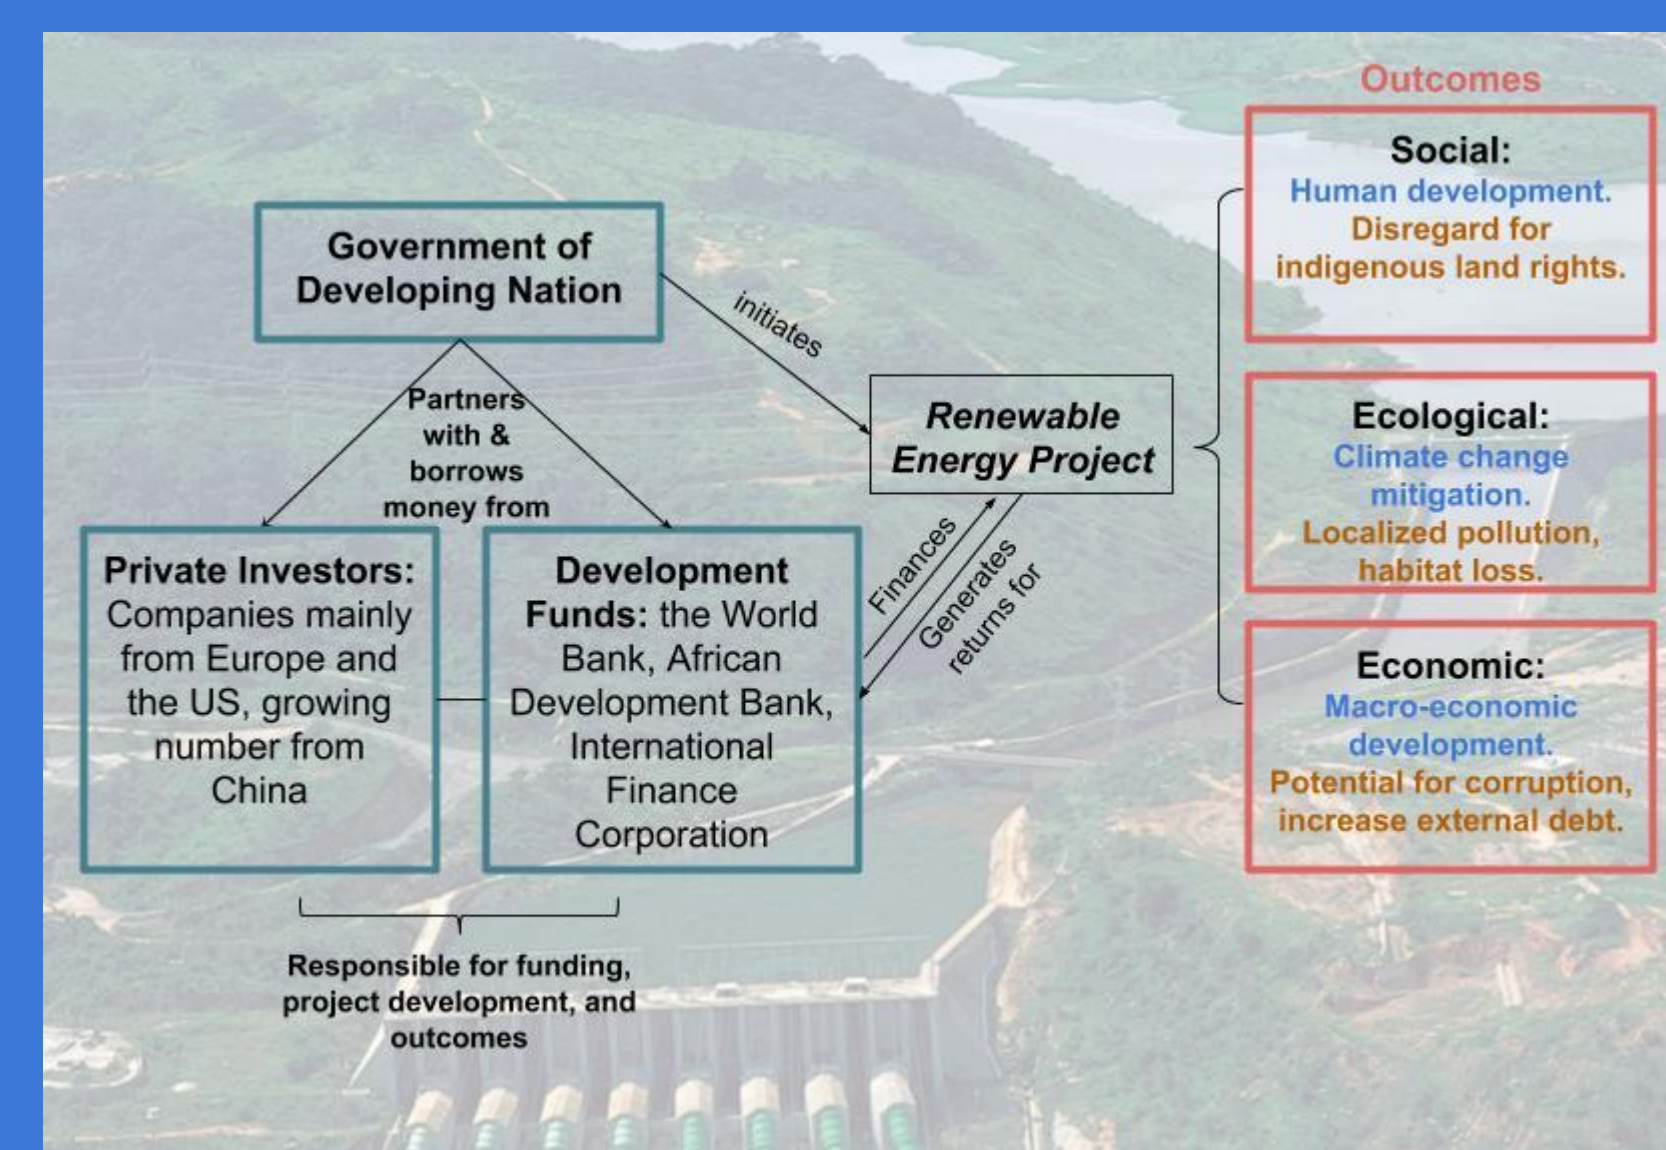 Outcomes
Social:
Human development.
Disregard for
indigenous land rights.
Government of
Developing Nation
initiates
Partners
with &
borrows
money from
Renewable
Energy Project
Ecological:
Climate change
mitigation.
Localized pollution,
habitat loss.
Private Investors:
Companies mainly
from Europe and
the US, growing
number from
China
Development
Funds: the World
Bank, African
Development Bank,
International
Finance
Corporation
Finances
Generates
returns for
Economic:
Macro-economic
development.
Potential for corruption,
increase external debt.
Responsible for funding,
project development, and
outcomes